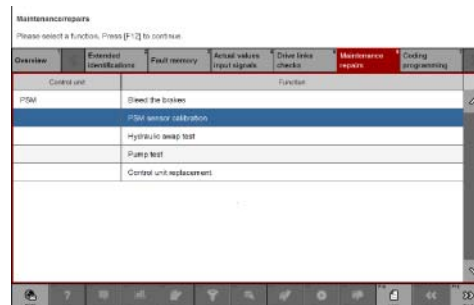 Maintenance/repairs
Please select a function. Press [F12] to continue.
Overview
Extended identifications
Fault memory
Actual values input signals
Drive links checks
Maintenance repairs
Coding programming
Control unit
Function
PSM
Bleed the brakes
PSM sensor calibration
Hydraulic swap test
Pump test
Control unit replacement